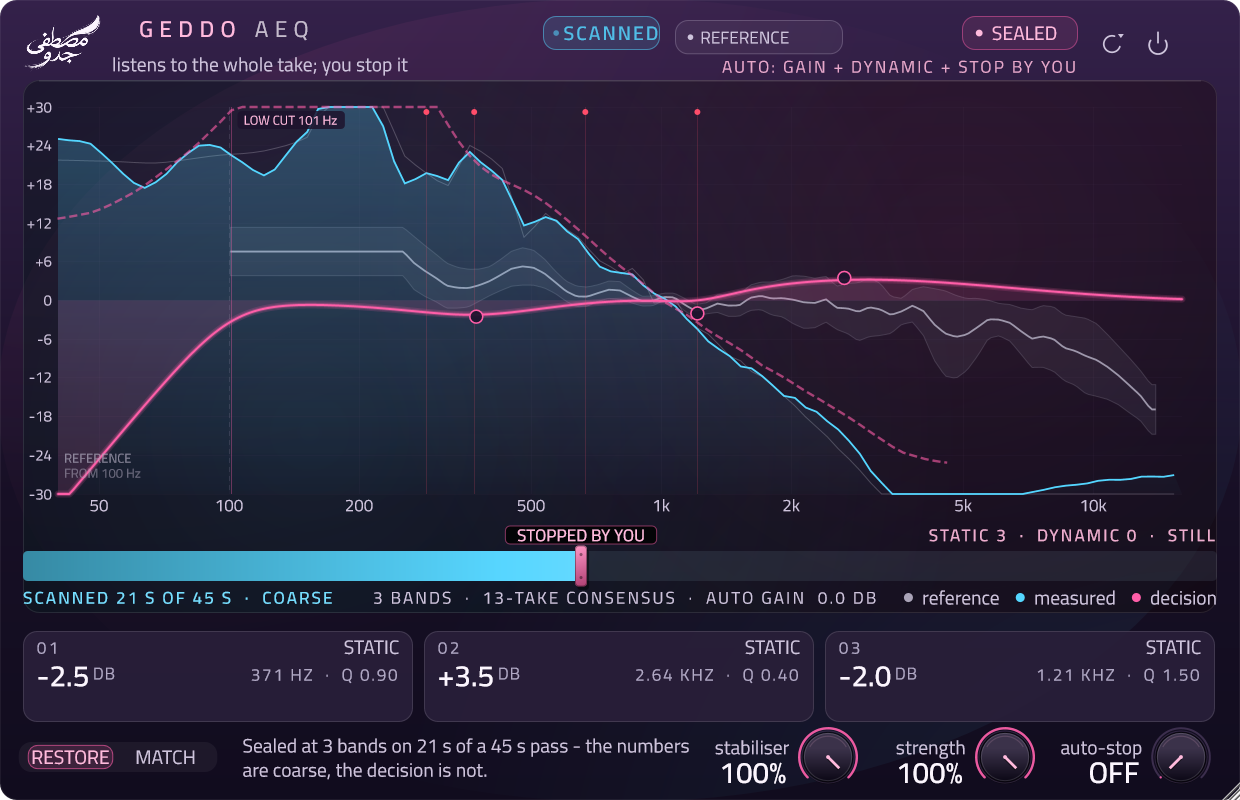 مصطفى
جدو
GEDDO AEQ
listens to the whole take; you stop it
SCANNED
REFERENCE
SEALED
AUTO: GAIN + DYNAMIC + STOP BY YOU
+30
+24
+18
+12
+6
0
-6
-12
-18
-24
-30
LOW CUT 101 Hz
REFERENCE
FROM 100 Hz
50 100 200 500 1k 2k 5k 10k
STOPPED BY YOU
STATIC 3 · DYNAMIC 0 · STILL
SCANNED 21 S OF 45 S · COARSE 3 BANDS · 13-TAKE CONSENSUS · AUTO GAIN 0.0 DB
reference measured decision
01 STATIC
-2.5 DB 371 HZ · Q 0.90
02 STATIC
+3.5 DB 2.64 KHZ · Q 0.40
03 STATIC
-2.0 DB 1.21 KHZ · Q 1.50
RESTORE MATCH
Sealed at 3 bands on 21 s of a 45 s pass - the numbers
are coarse, the decision is not.
stabiliser
100%
strength
100%
auto-stop
OFF